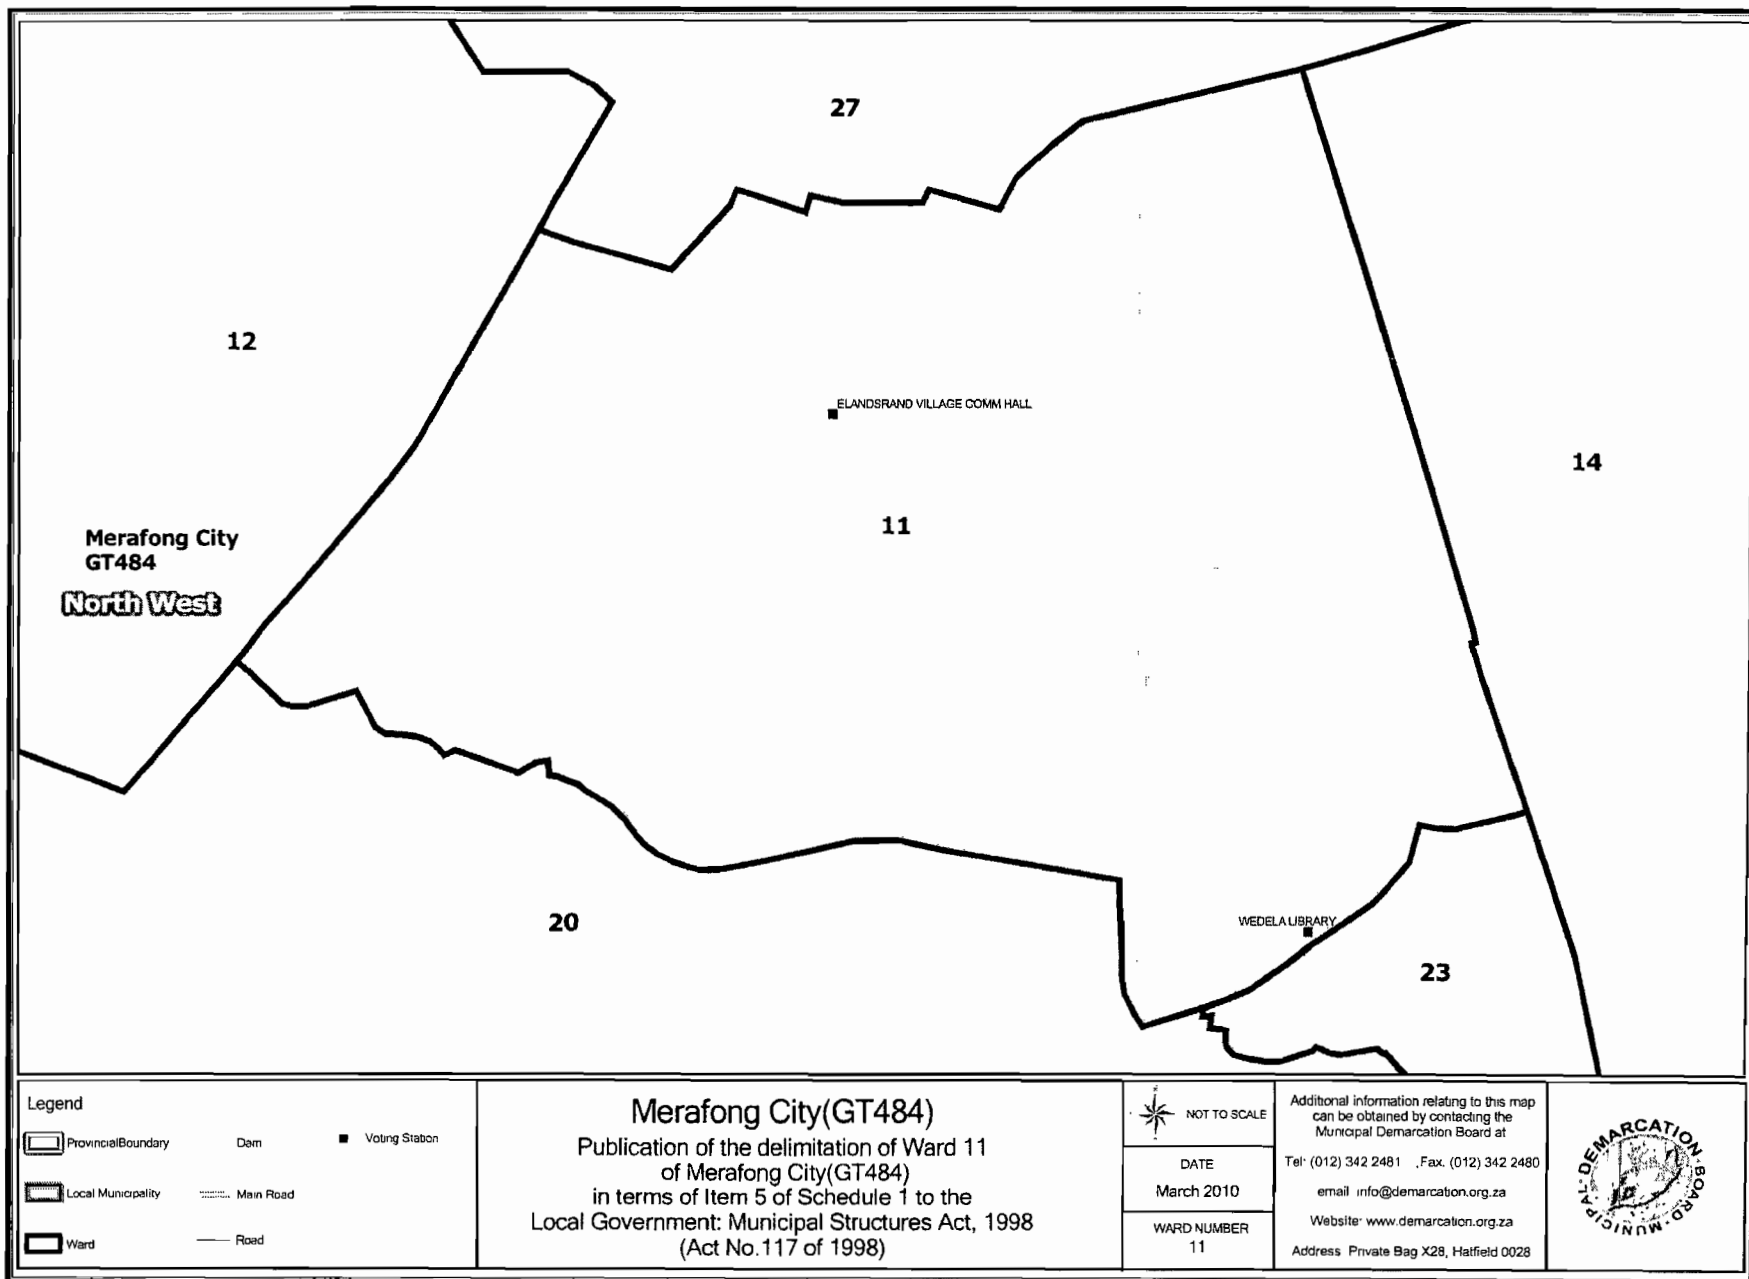 27
12
ELANDSRAND VILLAGE COMM HALL
14
11
Merafong City
GT484
North West
20
WEDELA LIBRARY
23
Legend
ProvincialBoundary
Dam
Voting Station
Local Municipality
Main Road
Ward
Road
Merafong City(GT484)
Publication of the delimitation of Ward 11
of Merafong City(GT484)
in terms of Item 5 of Schedule 1 to the
Local Government: Municipal Structures Act, 1998
(Act No.117 of 1998)
NOT TO SCALE
DATE
March 2010
WARD NUMBER
11
Additional information relating to this map
can be obtained by contacting the
Municipal Demarcation Board at
Tel: (012) 342 2481 ,Fax. (012) 342 2480
email info@demarcation.org.za
Website: www.demarcation.org.za
Address Private Bag X28, Hatfield 0028
MUNICIPAL · DEMARCATION · BOARD ·